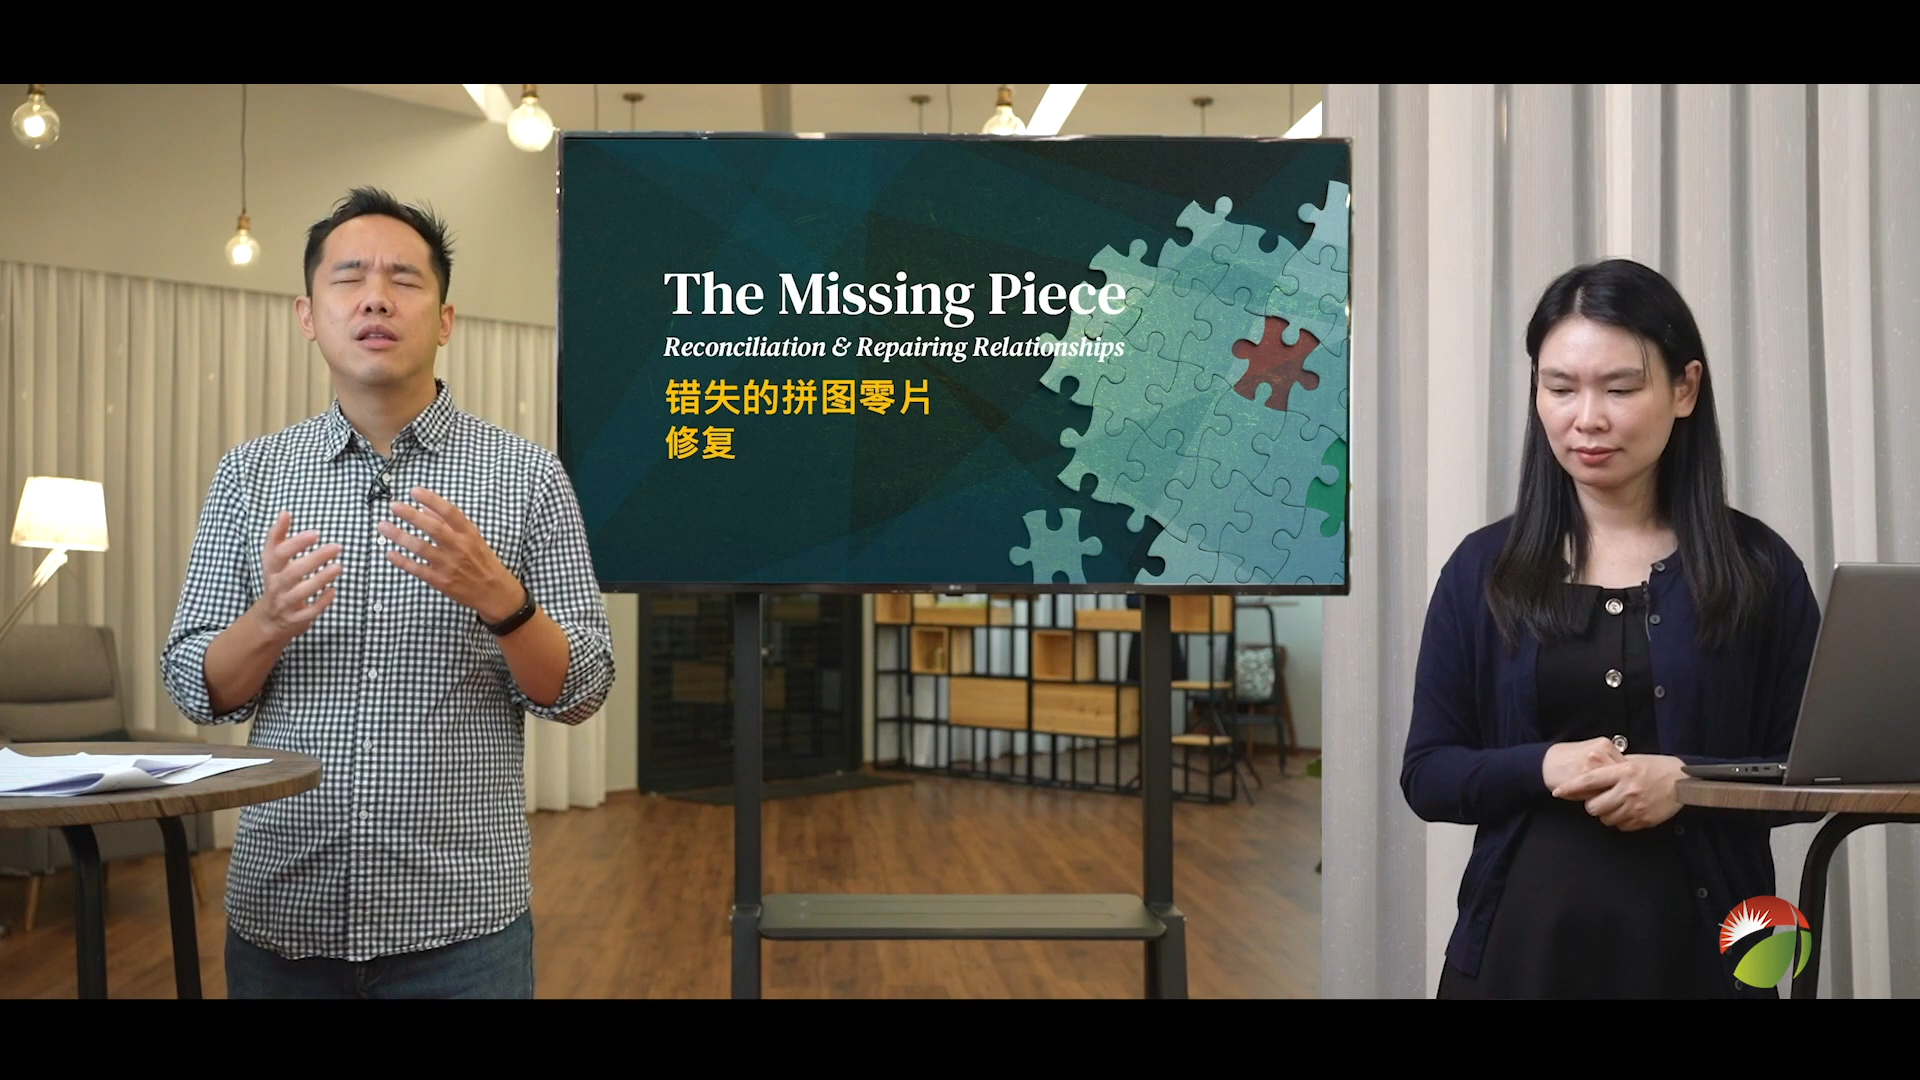 The Missing Piece
Reconciliation & Repairing Relationships
错失的拼图零片
修复